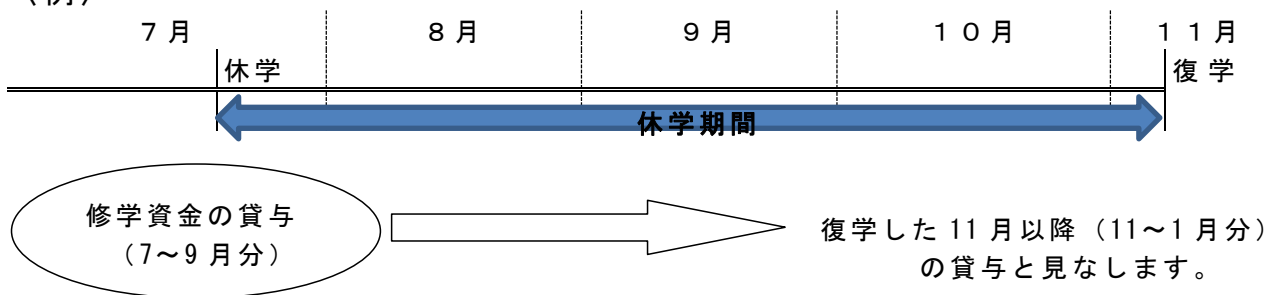 （例）
７月 ８月 ９月 １０月 １１月
休学 復学
休学期間
修学資金の貸与
（7～9 月分）
復学した 11 月以降（11～1 月分）
の貸与と見なします。